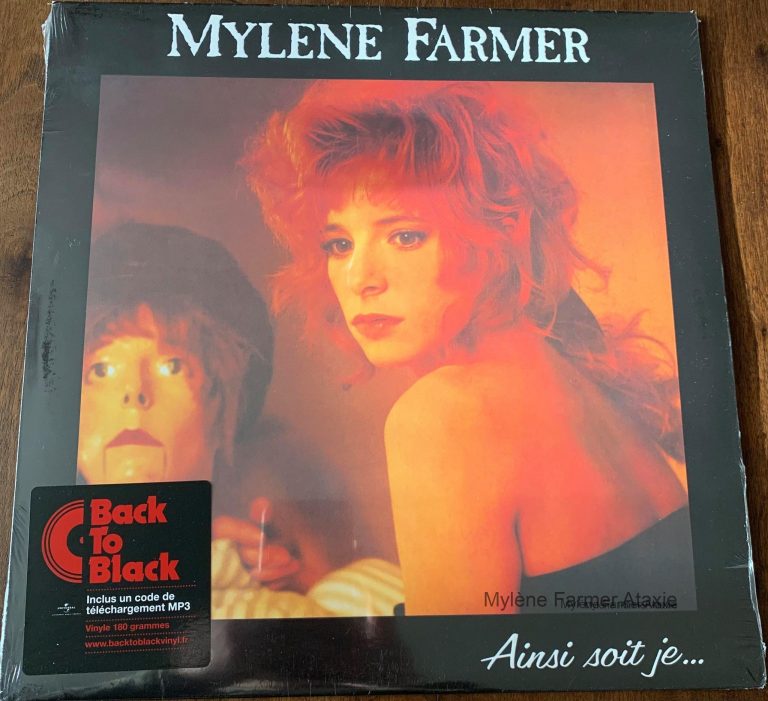 MYLENE FARMER
Back
To
Black
Inclus un code de
téléchargement MP3
Vinyle 180 grammes
www.backtoblackvinyl.fr
Mylène Farmer Ataxie
Ainsi soit je...